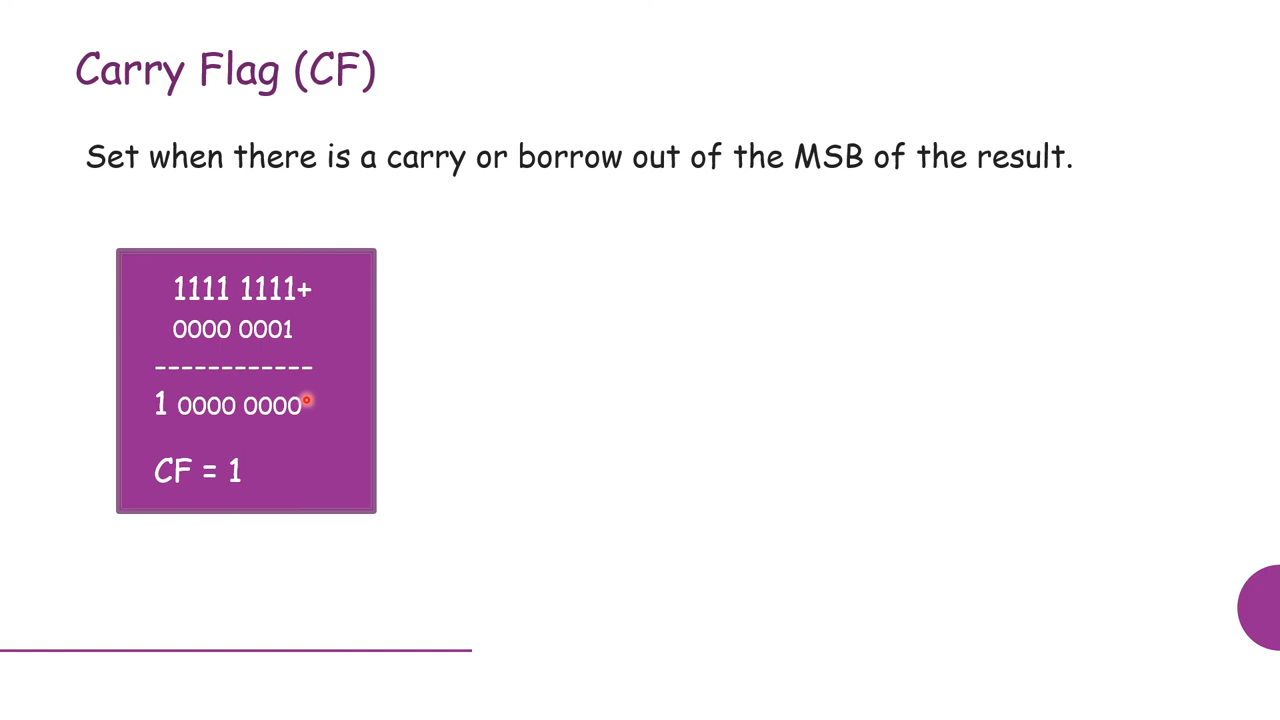 Carry Flag (CF)
Set when there is a carry or borrow out of the MSB of the result.
1111 1111+
0000 0001
------------
1 0000 0000
CF = 1